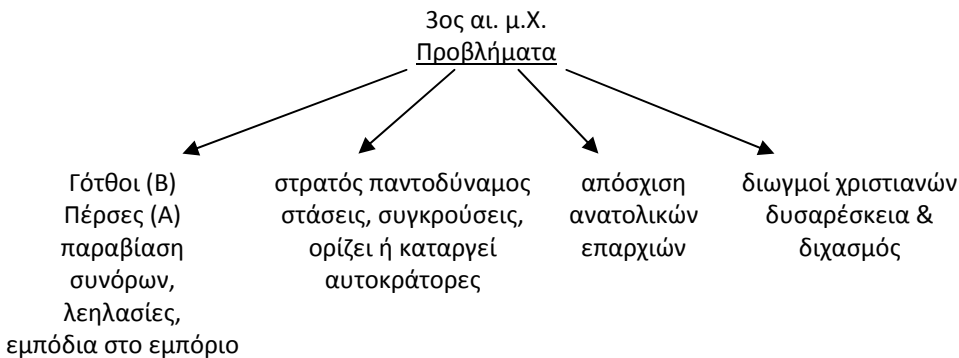 3ος αι. μ.Χ.
Προβλήματα
Γότθοι (Β)
Πέρσες (Α)
παραβίαση
συνόρων,
λεηλασίες,
εμπόδια στο εμπόριο
στρατός παντοδύναμος
στάσεις, συγκρούσεις,
ορίζει ή καταργεί
αυτοκράτορες
απόσχιση
ανατολικών
επαρχιών
διωγμοί χριστιανών
δυσαρέσκεια &
διχασμός